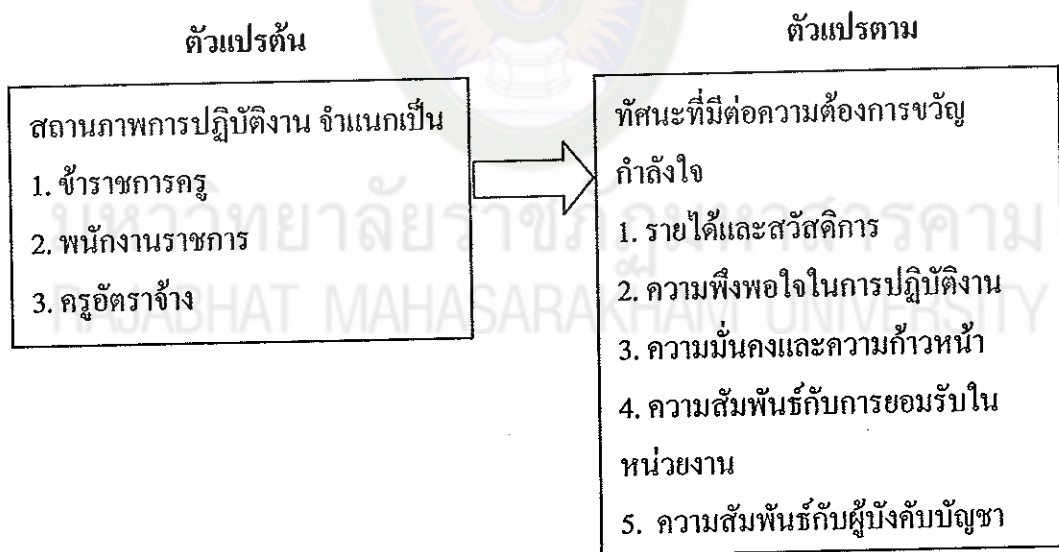 ตัวแปรต้น
สถานภาพการปฏิบัติงาน จำแนกเป็น
1. ข้าราชการครู
2. พนักงานราชการ
3. ครูอัตราจ้าง
ตัวแปรตาม
ทัศนะที่มีต่อความต้องการขวัญ
กำลังใจ
1. รายได้และสวัสดิการ
2. ความพึงพอใจในการปฏิบัติงาน
3. ความมั่นคงและความก้าวหน้า
4. ความสัมพันธ์กับการยอมรับใน
หน่วยงาน
5. ความสัมพันธ์กับผู้บังคับบัญชา
มหาวิทยาลัยราชภัฏมหาสารคาม
RAJABHAT MAHASARAKHAM UNIVERSITY